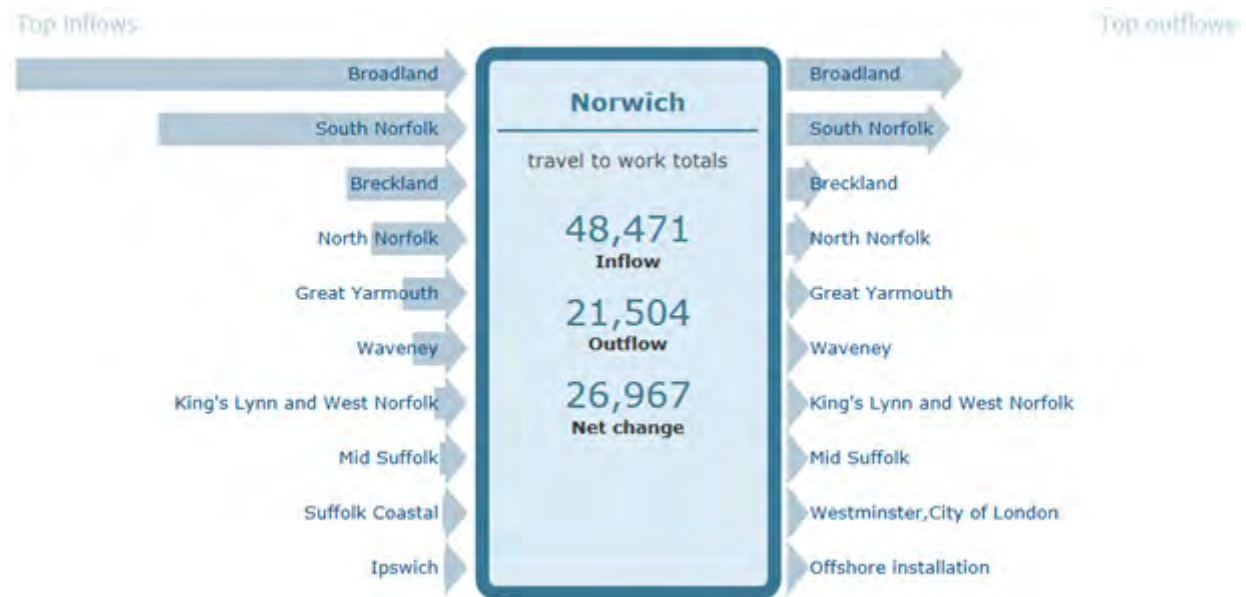 Top inflows
Top outflows
Broadland
South Norfolk
Breckland
North Norfolk
Great Yarmouth
Waveney
King's Lynn and West Norfolk
Mid Suffolk
Suffolk Coastal
Ipswich
Norwich
travel to work totals
48,471
Inflow
21,504
Outflow
26,967
Net change
Broadland
South Norfolk
Breckland
North Norfolk
Great Yarmouth
Waveney
King's Lynn and West Norfolk
Mid Suffolk
Westminster,City of London
Offshore installation